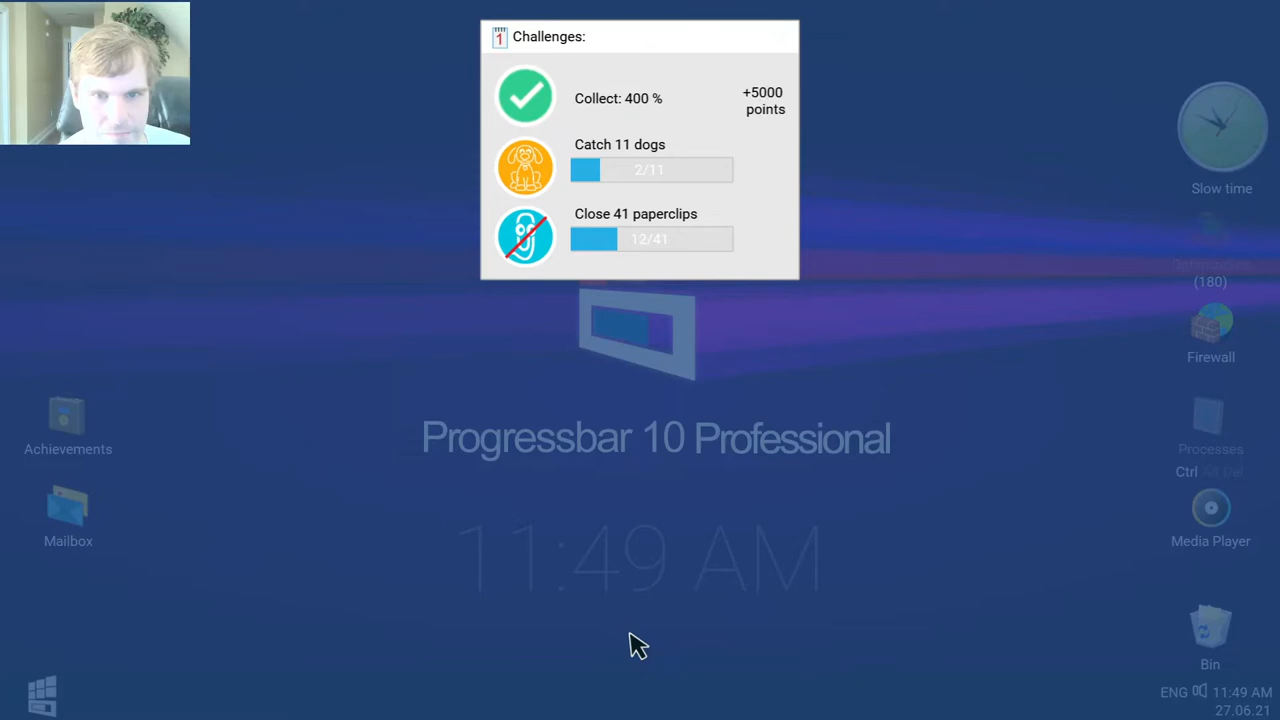 Challenges:
Collect: 400 %
+5000
points
Catch 11 dogs
2/11
Close 41 paperclips
12/41
Slow time
(180)
Firewall
Processes
Ctrl Alt Del
Media Player
Bin
Achievements
Mailbox
Progressbar 10 Professional
11:49 AM
ENG 11:49 AM
27.06.21